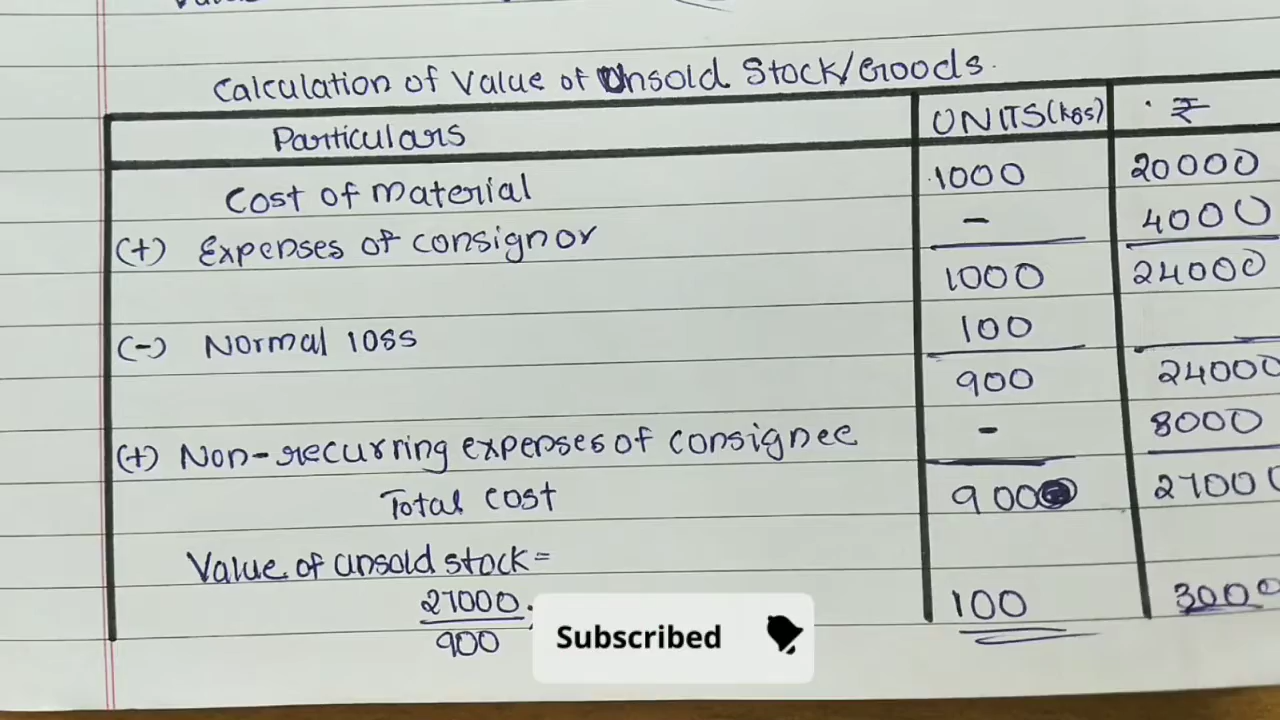 Calculation of Value of Unsold Stock/Goods.
Particulars UNITS(kgs) ₹
Cost of material 1000 20000
(+) Expenses of consignor - 4000
1000 24000
(-) Normal loss 100
900 24000
(+) Non-recurring expenses of consignee - 8000
Total cost 900 27000
Value of unsold stock=
27000 100 3000
900
Subscribed